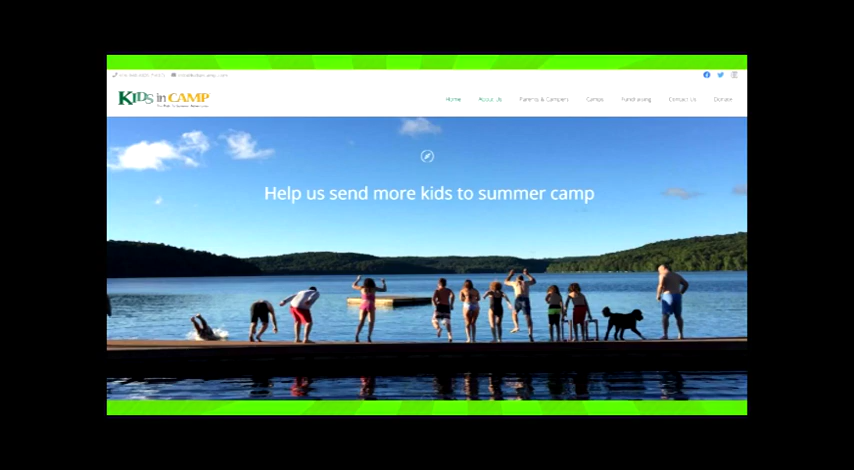 KIDS in CAMP
Home About Us Parents & Campers Camps Fundraising Contact Us Donate
Help us send more kids to summer camp